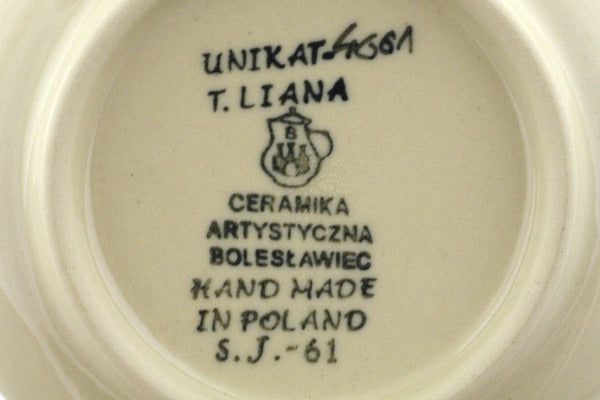 UNIKAT-4661
T. LIANA
B
CERAMIKA
ARTYSTYCZNA
BOLESŁAWIEC
HAND MADE
IN POLAND
S.J.-61